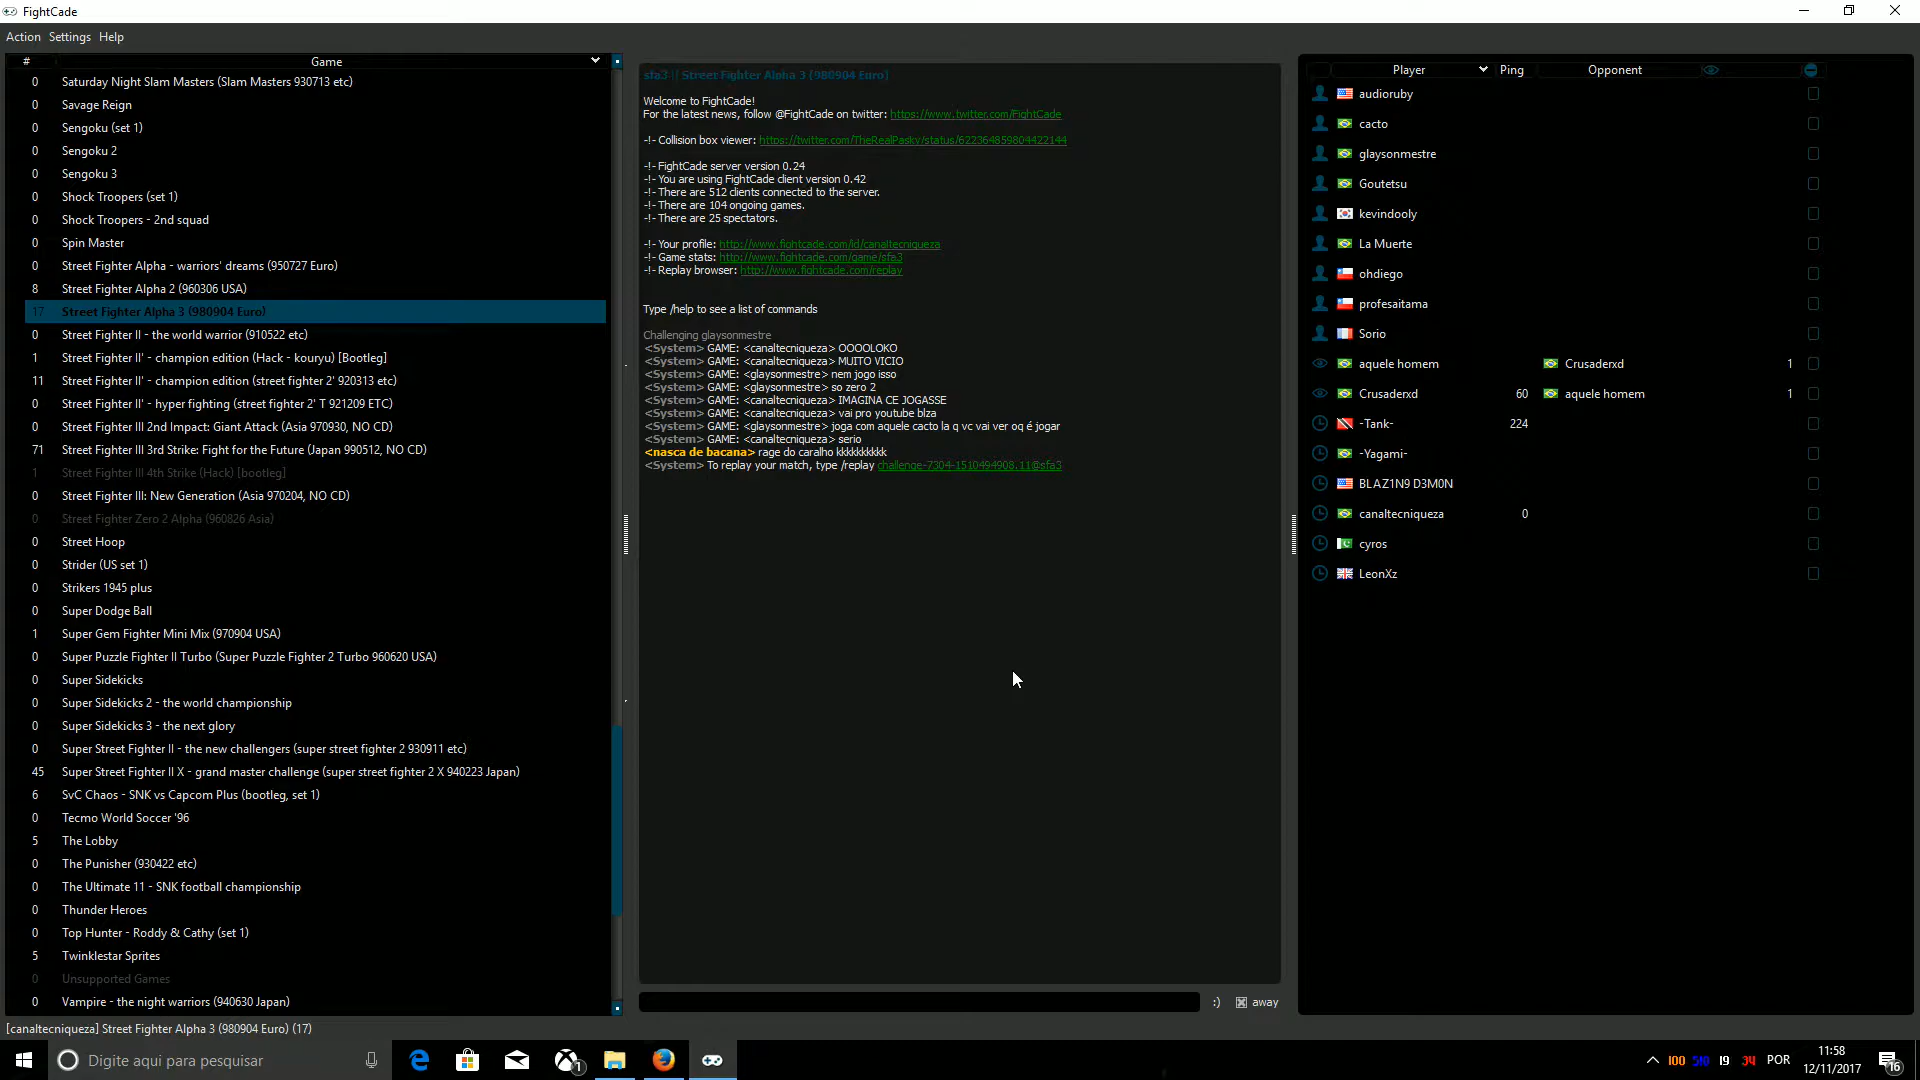 FightCade
Action Settings Help
# Game
0 Saturday Night Slam Masters (Slam Masters 930713 etc)
0 Savage Reign
0 Sengoku (set 1)
0 Sengoku 2
0 Sengoku 3
0 Shock Troopers (set 1)
0 Shock Troopers - 2nd squad
0 Spin Master
0 Street Fighter Alpha - warriors' dreams (950727 Euro)
8 Street Fighter Alpha 2 (960306 USA)
17 Street Fighter Alpha 3 (980904 Euro)
0 Street Fighter II - the world warrior (910522 etc)
1 Street Fighter II' - champion edition (Hack - kouryu) [Bootleg]
11 Street Fighter II' - champion edition (street fighter 2' 920313 etc)
0 Street Fighter II' - hyper fighting (street fighter 2' T 921209 ETC)
0 Street Fighter III 2nd Impact: Giant Attack (Asia 970930, NO CD)
71 Street Fighter III 3rd Strike: Fight for the Future (Japan 990512, NO CD)
1 Street Fighter III 4th Strike (Hack) [bootleg]
0 Street Fighter III: New Generation (Asia 970204, NO CD)
0 Street Fighter Zero 2 Alpha (960826 Asia)
0 Street Hoop
0 Strider (US set 1)
0 Strikers 1945 plus
0 Super Dodge Ball
1 Super Gem Fighter Mini Mix (970904 USA)
0 Super Puzzle Fighter II Turbo (Super Puzzle Fighter 2 Turbo 960620 USA)
0 Super Sidekicks
0 Super Sidekicks 2 - the world championship
0 Super Sidekicks 3 - the next glory
0 Super Street Fighter II - the new challengers (super street fighter 2 930911 etc)
45 Super Street Fighter II X - grand master challenge (super street fighter 2 X 940223 Japan)
6 SvC Chaos - SNK vs Capcom Plus (bootleg, set 1)
0 Tecmo World Soccer '96
5 The Lobby
0 The Punisher (930422 etc)
0 The Ultimate 11 - SNK football championship
0 Thunder Heroes
0 Top Hunter - Roddy & Cathy (set 1)
5 Twinklestar Sprites
0 Unsupported Games
0 Vampire - the night warriors (940630 Japan)
sfa3 || Street Fighter Alpha 3 (980904 Euro)
Welcome to FightCade!
For the latest news, follow @FightCade on twitter: https://www.twitter.com/FightCade
-!- Collision box viewer: https://twitter.com/TheRealPasky/status/622364859804422144
-!- FightCade server version 0.24
-!- You are using FightCade client version 0.42
-!- There are 512 clients connected to the server.
-!- There are 104 ongoing games.
-!- There are 25 spectators.
-!- Your profile: http://www.fightcade.com/id/canaltecniqueza
-!- Game stats: http://www.fightcade.com/game/sfa3
-!- Replay browser: http://www.fightcade.com/replay
Type /help to see a list of commands
Challenging glaysonmestre
<System> GAME: <canaltecniqueza> OOOOLOKO
<System> GAME: <canaltecniqueza> MUITO VICIO
<System> GAME: <glaysonmestre> nem jogo isso
<System> GAME: <glaysonmestre> so zero 2
<System> GAME: <canaltecniqueza> IMAGINA CE JOGASSE
<System> GAME: <canaltecniqueza> vai pro youtube blza
<System> GAME: <glaysonmestre> joga com aquele cacto la q vc vai ver oq é jogar
<System> GAME: <canaltecniqueza> serio
<nasca de bacana> rage do caralho kkkkkkkkkk
<System> To replay your match, type /replay challenge-7304-1510494908.11@sfa3
:) away
Player Ping Opponent
audioruby
cacto
glaysonmestre
Goutetsu
kevindooly
La Muerte
ohdiego
profesaitama
Sorio
aquele homem Crusaderxd 1
Crusaderxd 60 aquele homem 1
-Tank- 224
-Yagami-
BLAZ1N9 D3M0N
canaltecniqueza 0
cyros
LeonXz
[canaltecniqueza] Street Fighter Alpha 3 (980904 Euro) (17)
Digite aqui para pesquisar
1
100 510 19 34 POR
11:58
12/11/2017
16